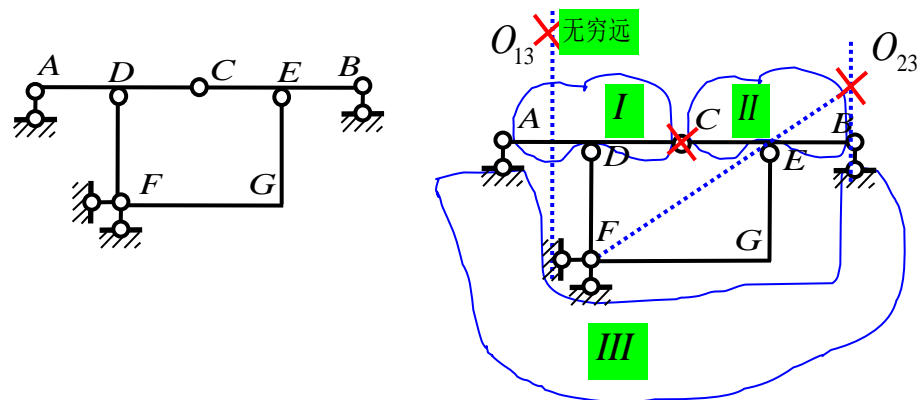 A D C E B
F G
O13 无穷远 O23
I II
A C B
D E
F G
III